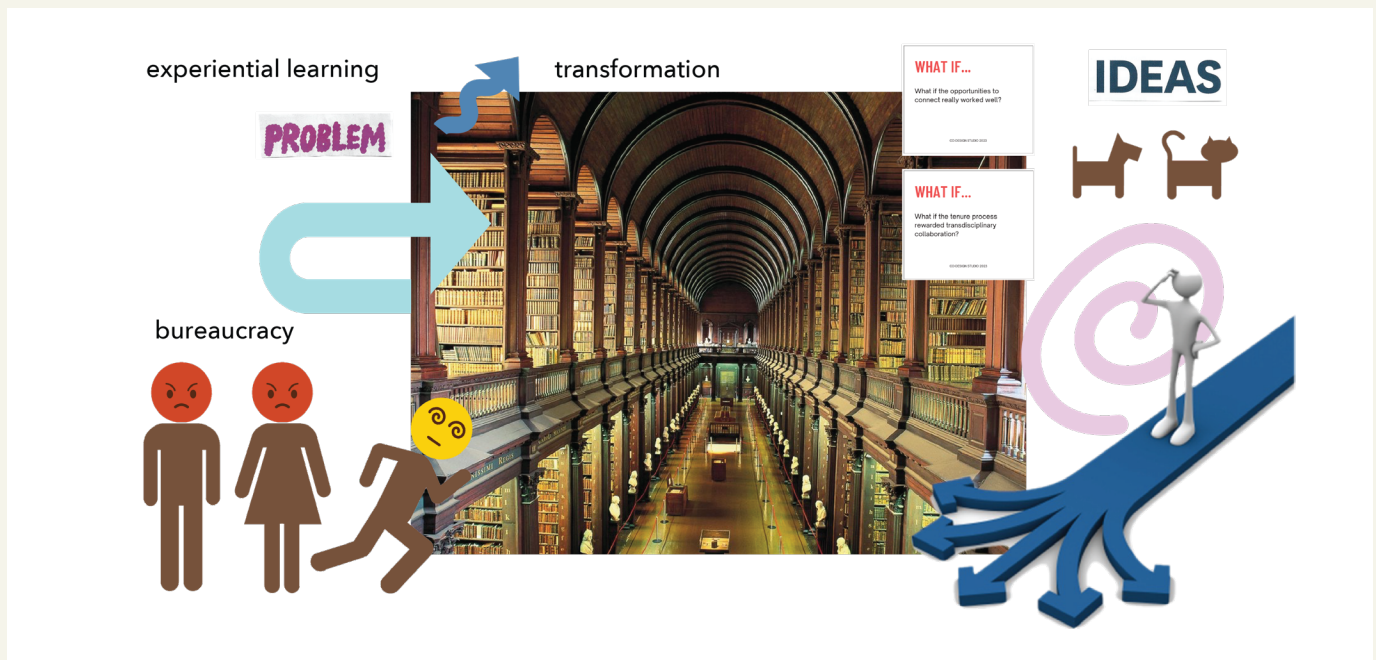 experiential learning
transformation
PROBLEM
bureaucracy
WHAT IF...
What if the opportunities to
connect really worked well?
WHAT IF...
What if the tenure process
rewarded transdisciplinary
collaboration?
IDEAS